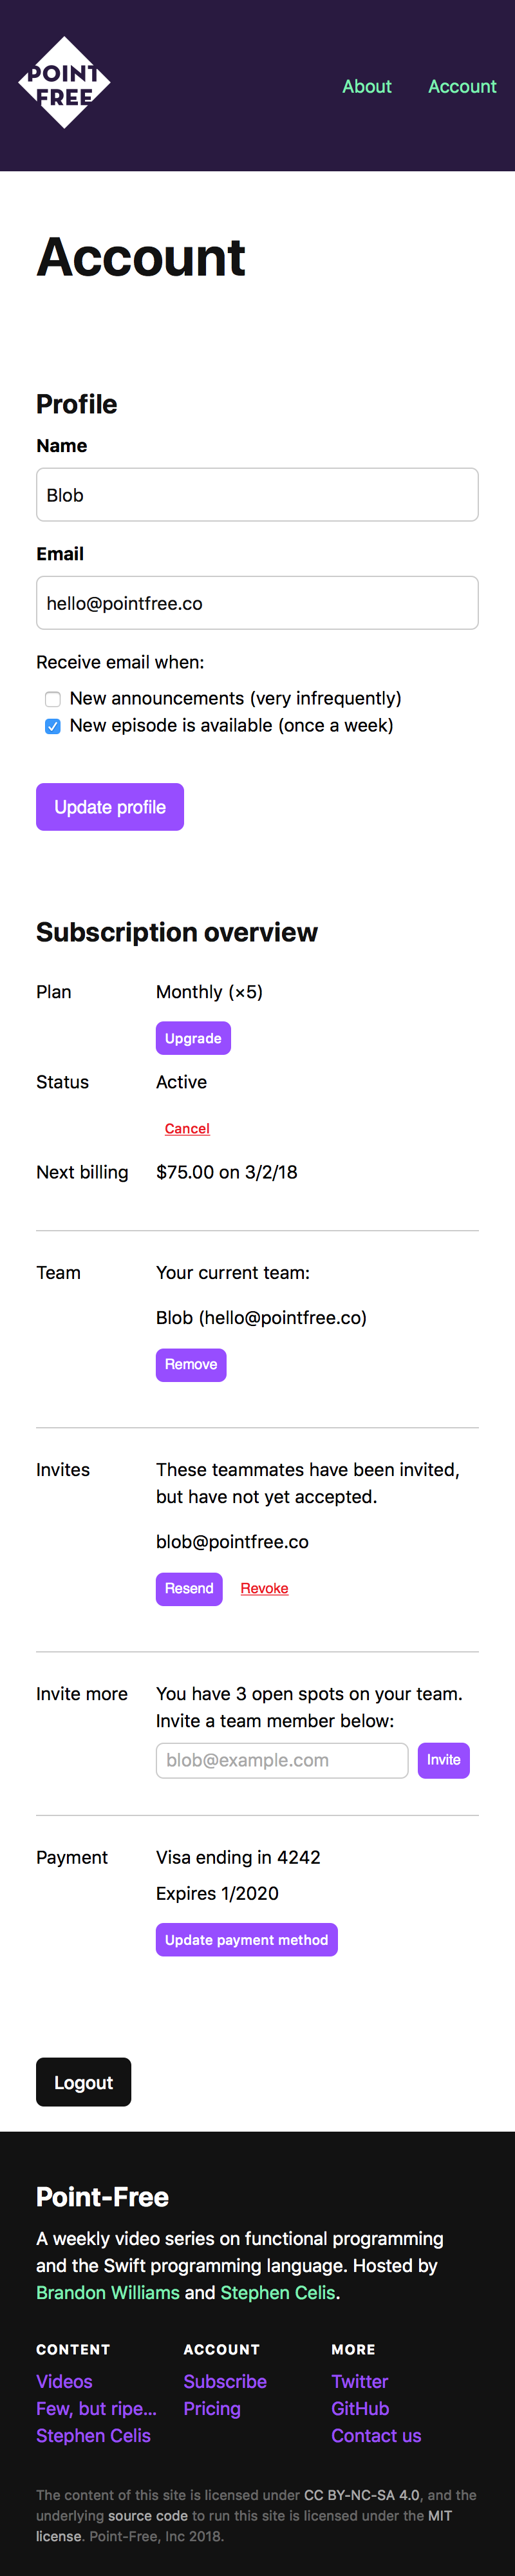 POINT
FREE
About Account
Account
Profile
Name
Blob
Email
hello@pointfree.co
Receive email when:
New announcements (very infrequently)
New episode is available (once a week)
Update profile
Subscription overview
Plan Monthly (×5)
Upgrade
Status Active
Cancel
Next billing $75.00 on 3/2/18
Team Your current team:
Blob (hello@pointfree.co)
Remove
Invites These teammates have been invited,
but have not yet accepted.
blob@pointfree.co
Resend Revoke
Invite more You have 3 open spots on your team.
Invite a team member below:
blob@example.com Invite
Payment Visa ending in 4242
Expires 1/2020
Update payment method
Logout
Point-Free
A weekly video series on functional programming
and the Swift programming language. Hosted by
Brandon Williams and Stephen Celis.
CONTENT ACCOUNT MORE
Videos Subscribe Twitter
Few, but ripe... Pricing GitHub
Stephen Celis Contact us
The content of this site is licensed under CC BY-NC-SA 4.0, and the
underlying source code to run this site is licensed under the MIT
license. Point-Free, Inc 2018.